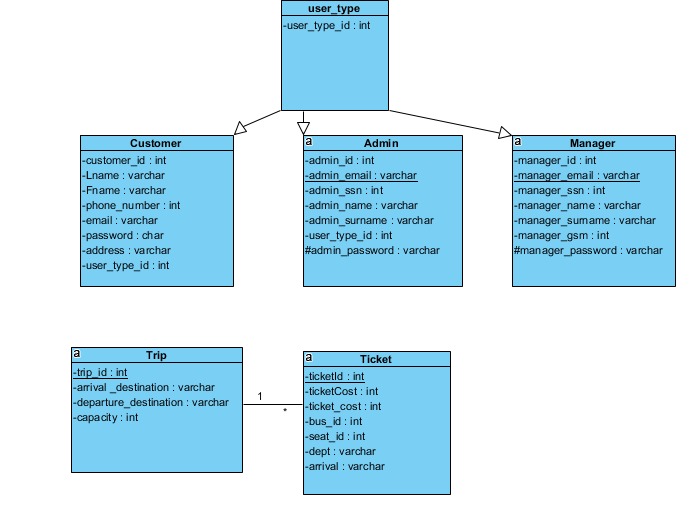 user_type
-user_type_id : int
Customer
-customer_id : int
-Lname : varchar
-Fname : varchar
-phone_number : int
-email : varchar
-password : char
-address : varchar
-user_type_id : int
a
Admin
-admin_id : int
-admin_email : varchar
-admin_ssn : int
-admin_name : varchar
-admin_surname : varchar
-user_type_id : int
#admin_password : varchar
a
Manager
-manager_id : int
-manager_email : varchar
-manager_ssn : int
-manager_name : varchar
-manager_surname : varchar
-manager_gsm : int
#manager_password : varchar
a
Trip
-trip_id : int
-arrival _destination : varchar
-departure_destination : varchar
-capacity : int
1
*
a
Ticket
-ticketId : int
-ticketCost : int
-ticket_cost : int
-bus_id : int
-seat_id : int
-dept : varchar
-arrival : varchar